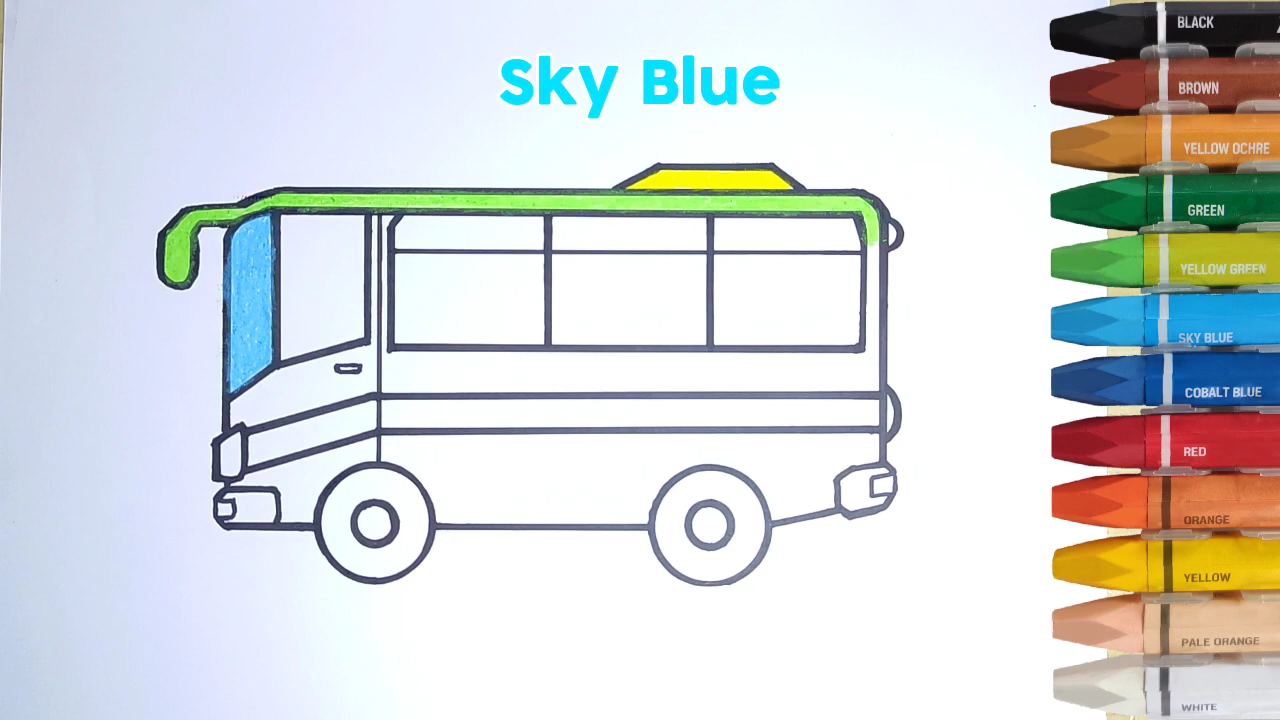 Sky Blue
BLACK
BROWN
YELLOW OCHRE
GREEN
YELLOW GREEN
SKY BLUE
COBALT BLUE
RED
ORANGE
YELLOW
PALE ORANGE
WHITE